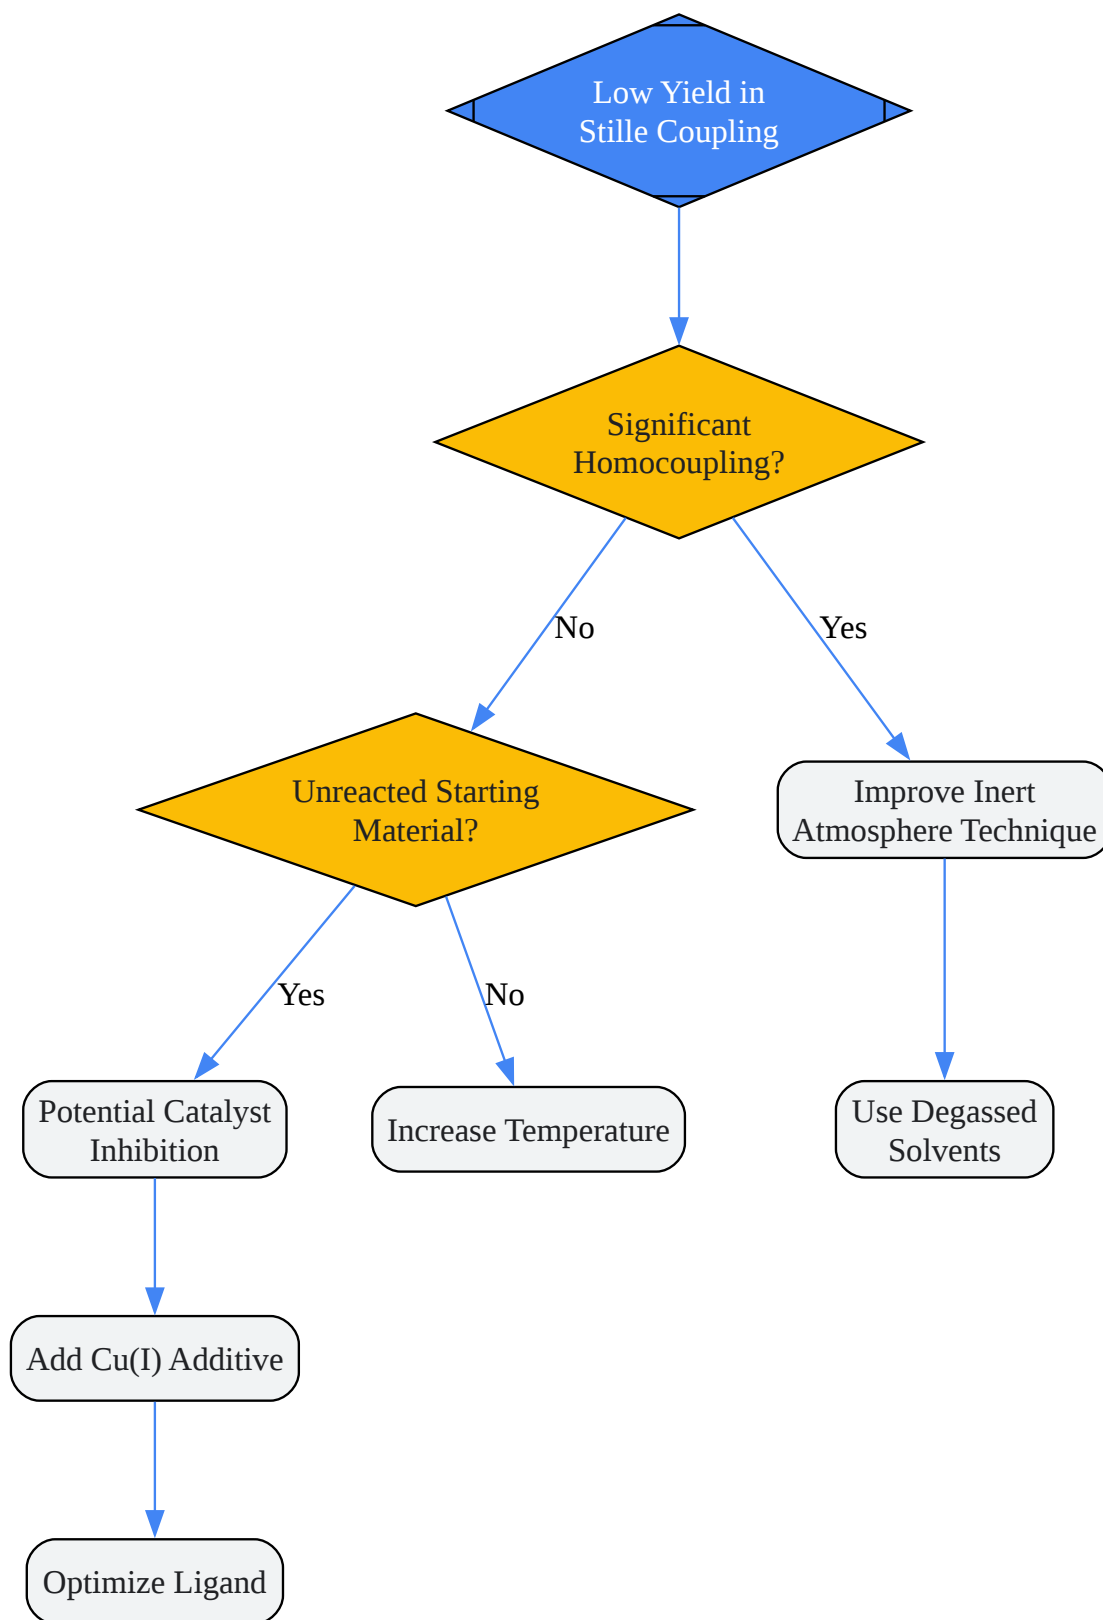 Low Yield in
Stille Coupling
Significant
Homocoupling?
No
Yes
Unreacted Starting
Material?
Improve Inert
Atmosphere Technique
Yes
No
Potential Catalyst
Inhibition
Increase Temperature
Use Degassed
Solvents
Add Cu(I) Additive
Optimize Ligand